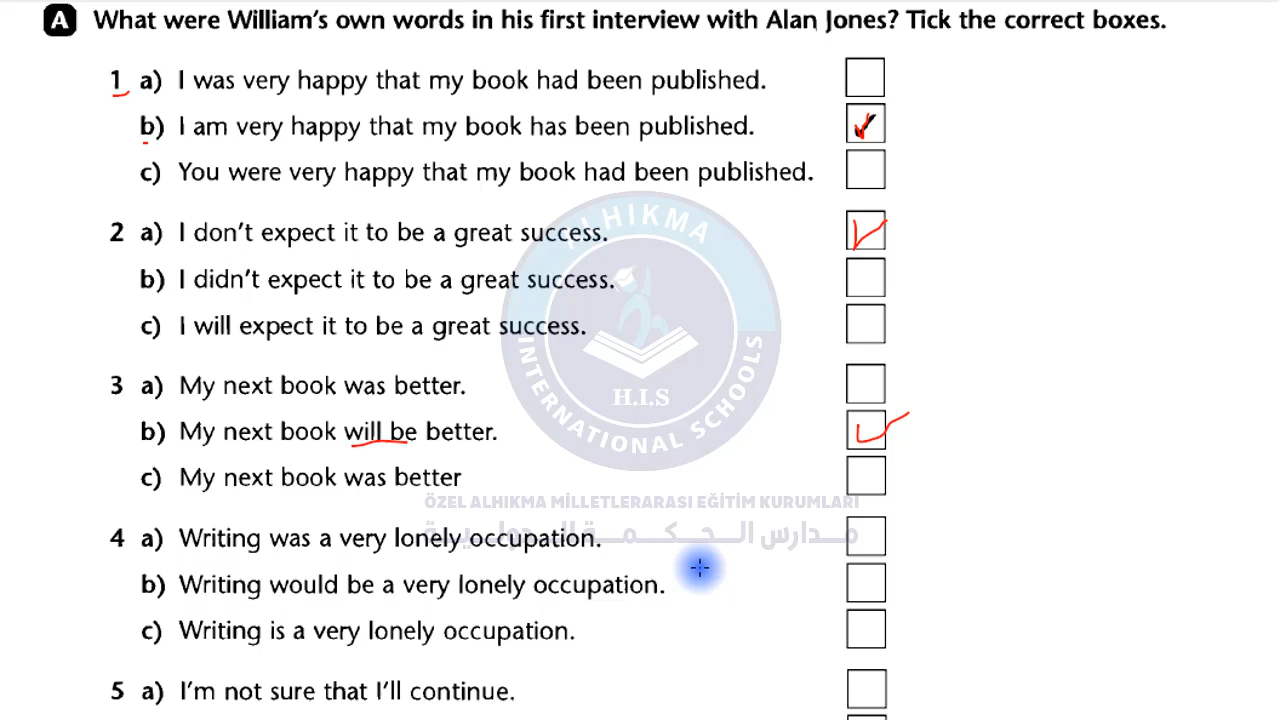 A What were William's own words in his first interview with Alan Jones? Tick the correct boxes.
1 a) I was very happy that my book had been published.
b) I am very happy that my book has been published.
c) You were very happy that my book had been published.
2 a) I don't expect it to be a great success.
b) I didn't expect it to be a great success.
c) I will expect it to be a great success.
3 a) My next book was better.
b) My next book will be better.
c) My next book was better
4 a) Writing was a very lonely occupation.
b) Writing would be a very lonely occupation.
c) Writing is a very lonely occupation.
5 a) I'm not sure that I'll continue.
ALHIKMA
INTERNATIONAL SCHOOLS
H.I.S
ÖZEL ALHIKMA MİLLETLERARASI EĞİTİM KURUMLARI
مدارس الحكمة الدولية